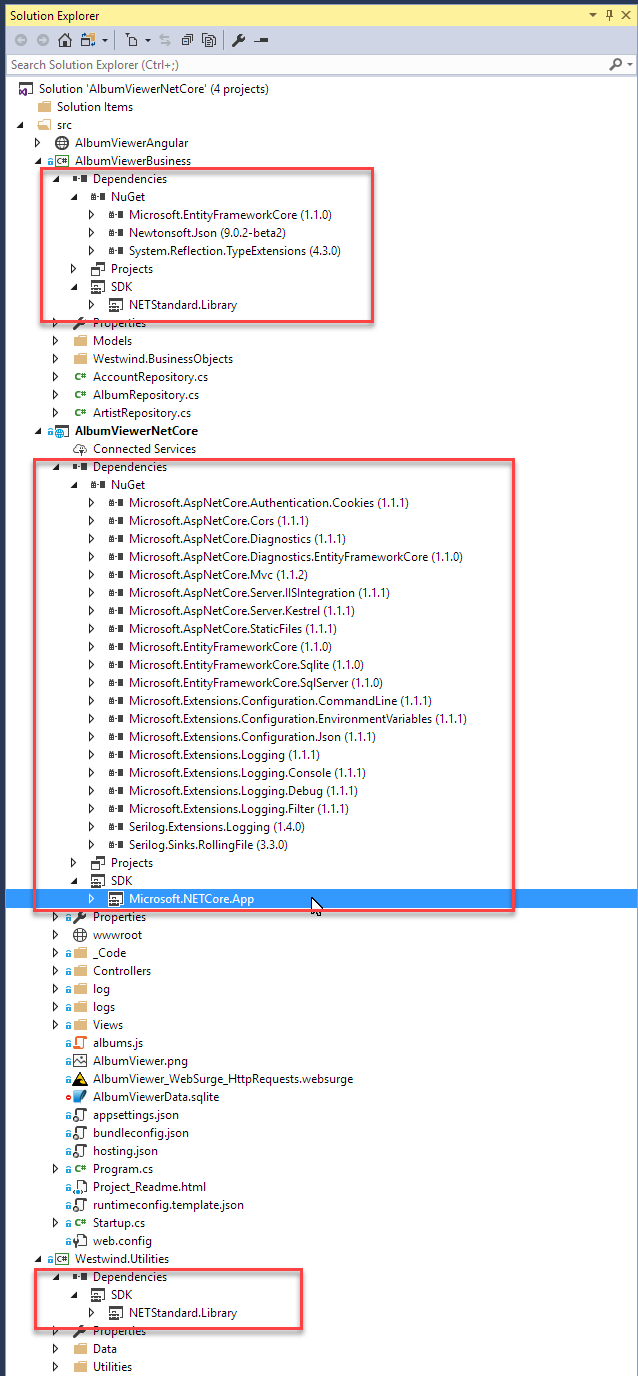 Solution Explorer
Search Solution Explorer (Ctrl+;)
Solution 'AlbumViewerNetCore' (4 projects)
Solution Items
src
AlbumViewerAngular
AlbumViewerBusiness
Dependencies
NuGet
Microsoft.EntityFrameworkCore (1.1.0)
Newtonsoft.Json (9.0.2-beta2)
System.Reflection.TypeExtensions (4.3.0)
Projects
SDK
NETStandard.Library
Properties
Models
Westwind.BusinessObjects
C# AccountRepository.cs
C# AlbumRepository.cs
C# ArtistRepository.cs
AlbumViewerNetCore
Connected Services
Dependencies
NuGet
Microsoft.AspNetCore.Authentication.Cookies (1.1.1)
Microsoft.AspNetCore.Cors (1.1.1)
Microsoft.AspNetCore.Diagnostics (1.1.1)
Microsoft.AspNetCore.Diagnostics.EntityFrameworkCore (1.1.0)
Microsoft.AspNetCore.Mvc (1.1.2)
Microsoft.AspNetCore.Server.IISIntegration (1.1.1)
Microsoft.AspNetCore.Server.Kestrel (1.1.1)
Microsoft.AspNetCore.StaticFiles (1.1.1)
Microsoft.EntityFrameworkCore (1.1.0)
Microsoft.EntityFrameworkCore.Sqlite (1.1.0)
Microsoft.EntityFrameworkCore.SqlServer (1.1.0)
Microsoft.Extensions.Configuration.CommandLine (1.1.1)
Microsoft.Extensions.Configuration.EnvironmentVariables (1.1.1)
Microsoft.Extensions.Configuration.Json (1.1.1)
Microsoft.Extensions.Logging (1.1.1)
Microsoft.Extensions.Logging.Console (1.1.1)
Microsoft.Extensions.Logging.Debug (1.1.1)
Microsoft.Extensions.Logging.Filter (1.1.1)
Serilog.Extensions.Logging (1.4.0)
Serilog.Sinks.RollingFile (3.3.0)
Projects
SDK
Microsoft.NETCore.App
Properties
wwwroot
_Code
Controllers
log
logs
Views
albums.js
AlbumViewer.png
AlbumViewer_WebSurge_HttpRequests.websurge
AlbumViewerData.sqlite
appsettings.json
bundleconfig.json
hosting.json
C# Program.cs
Project_Readme.html
runtimeconfig.template.json
C# Startup.cs
web.config
C# Westwind.Utilities
Dependencies
SDK
NETStandard.Library
Properties
Data
Utilities